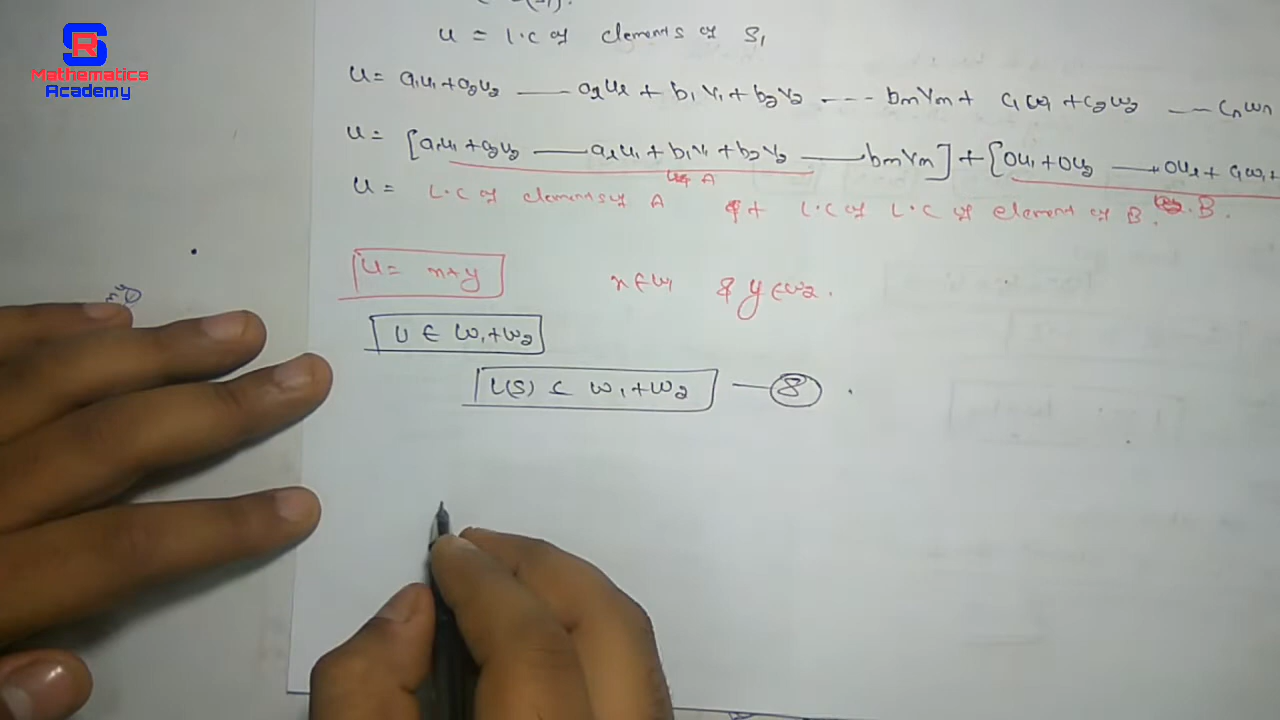 SR
Mathematics
Academy
u = l.c of elements of S₁
u = a₁u₁ + a₂u₂ —— aₗuₗ + b₁v₁ + b₂v₂ --- bₘvₘ + c₁w₁ + c₂w₂ —— cₙwₙ
u = [a₁u₁ + a₂u₂ —— aₗuₗ + b₁v₁ + b₂v₂ —— bₘvₘ] + [0u₁ + 0u₂ —— 0uₗ + c₁w₁ +
u = L.C of elements of A + L.C of L.C of element of B.
u = x+y x ∈ w₁ & y ∈ w₂.
u ∈ w₁+w₂
L(S) ⊆ w₁+w₂ — 8.